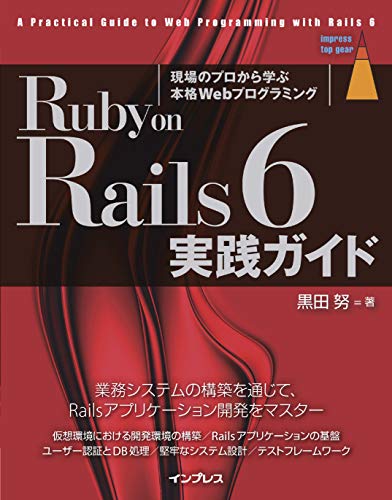 A Practical Guide to Web Programming with Rails 6
impress
top gear
現場のプロから学ぶ
本格Webプログラミング
Ruby on
Rails 6
実践ガイド
黒田 努=著
業務システムの構築を通じて、
Railsアプリケーション開発をマスター
仮想環境における開発環境の構築/Railsアプリケーションの基盤
ユーザー認証とDB処理/堅牢なシステム設計/テストフレームワーク
インプレス